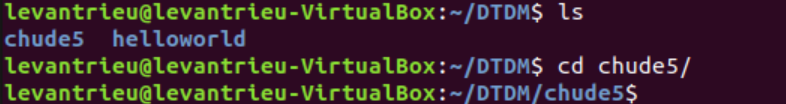 levantrieu@levantrieu-VirtualBox:~/DTDM$ ls
chude5  helloworld
levantrieu@levantrieu-VirtualBox:~/DTDM$ cd chude5/
levantrieu@levantrieu-VirtualBox:~/DTDM/chude5$